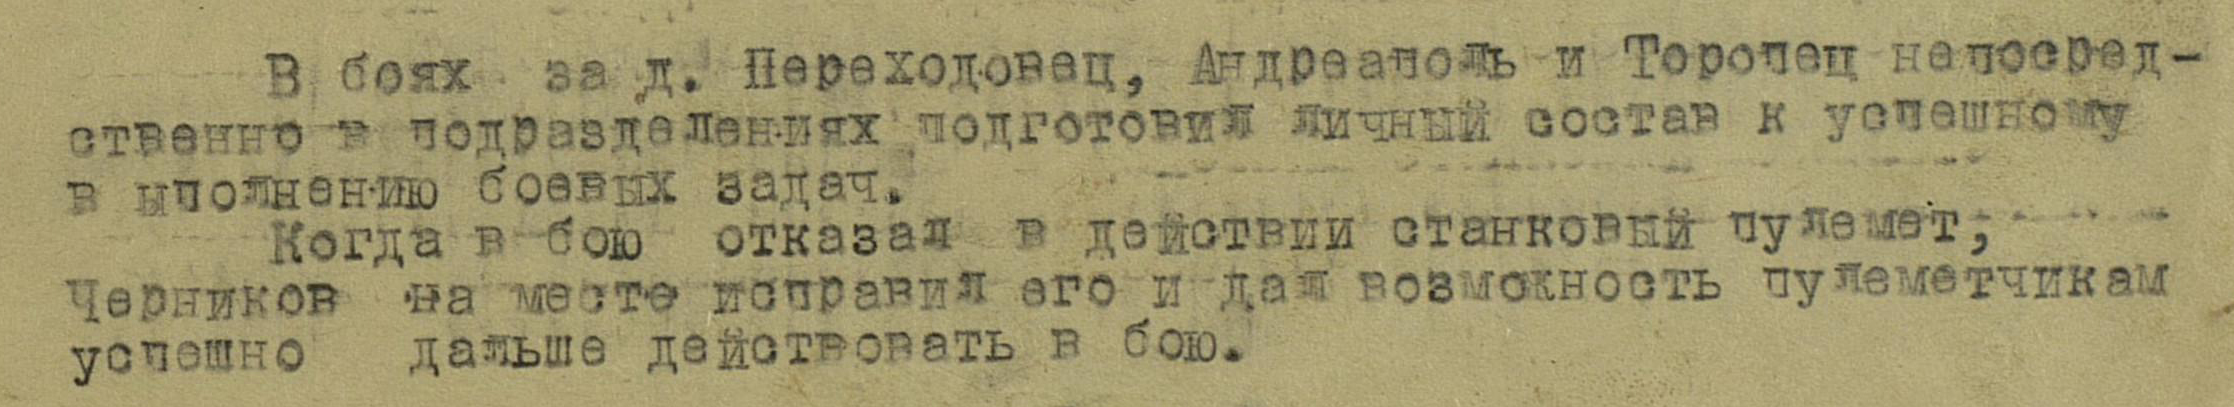 В боях за д. Переходовец, Андреаполь и Торопец непосред-
ственно в подразделениях подготовил личный состав к успешному
в ыполнению боевых задач.
Когда в бою отказал в действии станковый пулемет,
Черников на месте исправил его и дал возможность пулеметчикам
успешно дальше действовать в бою.